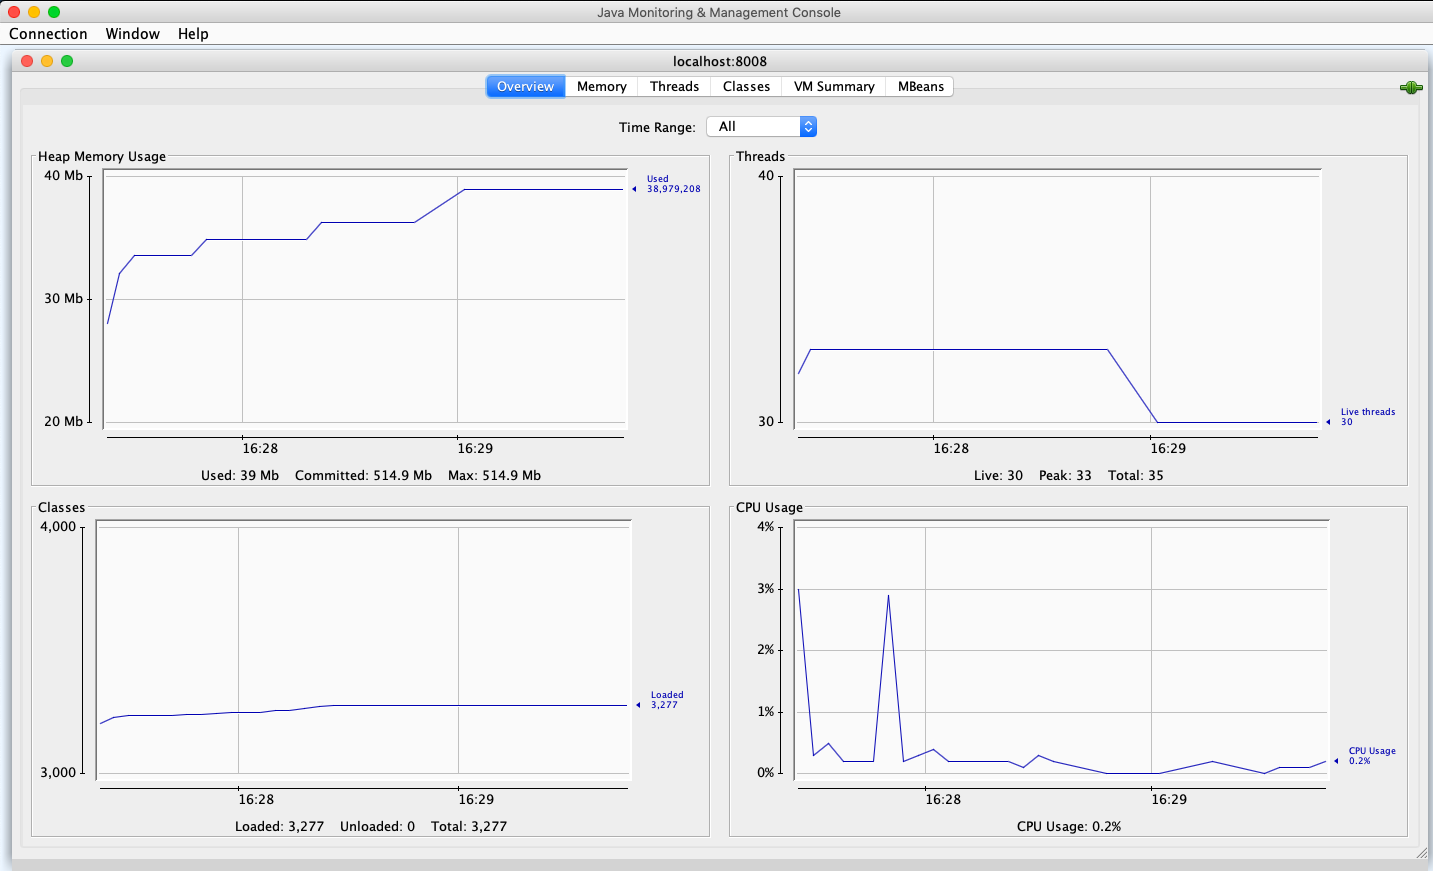 Java Monitoring & Management Console
Connection Window Help
localhost:8008
Overview Memory Threads Classes VM Summary MBeans
Time Range: All
Heap Memory Usage
40 Mb
30 Mb
20 Mb
Used
38,979,208
16:28 16:29
Used: 39 Mb Committed: 514.9 Mb Max: 514.9 Mb
Threads
40
30
Live threads
30
16:28 16:29
Live: 30 Peak: 33 Total: 35
Classes
4,000
3,000
Loaded
3,277
16:28 16:29
Loaded: 3,277 Unloaded: 0 Total: 3,277
CPU Usage
4%
3%
2%
1%
0%
CPU Usage
0.2%
16:28 16:29
CPU Usage: 0.2%